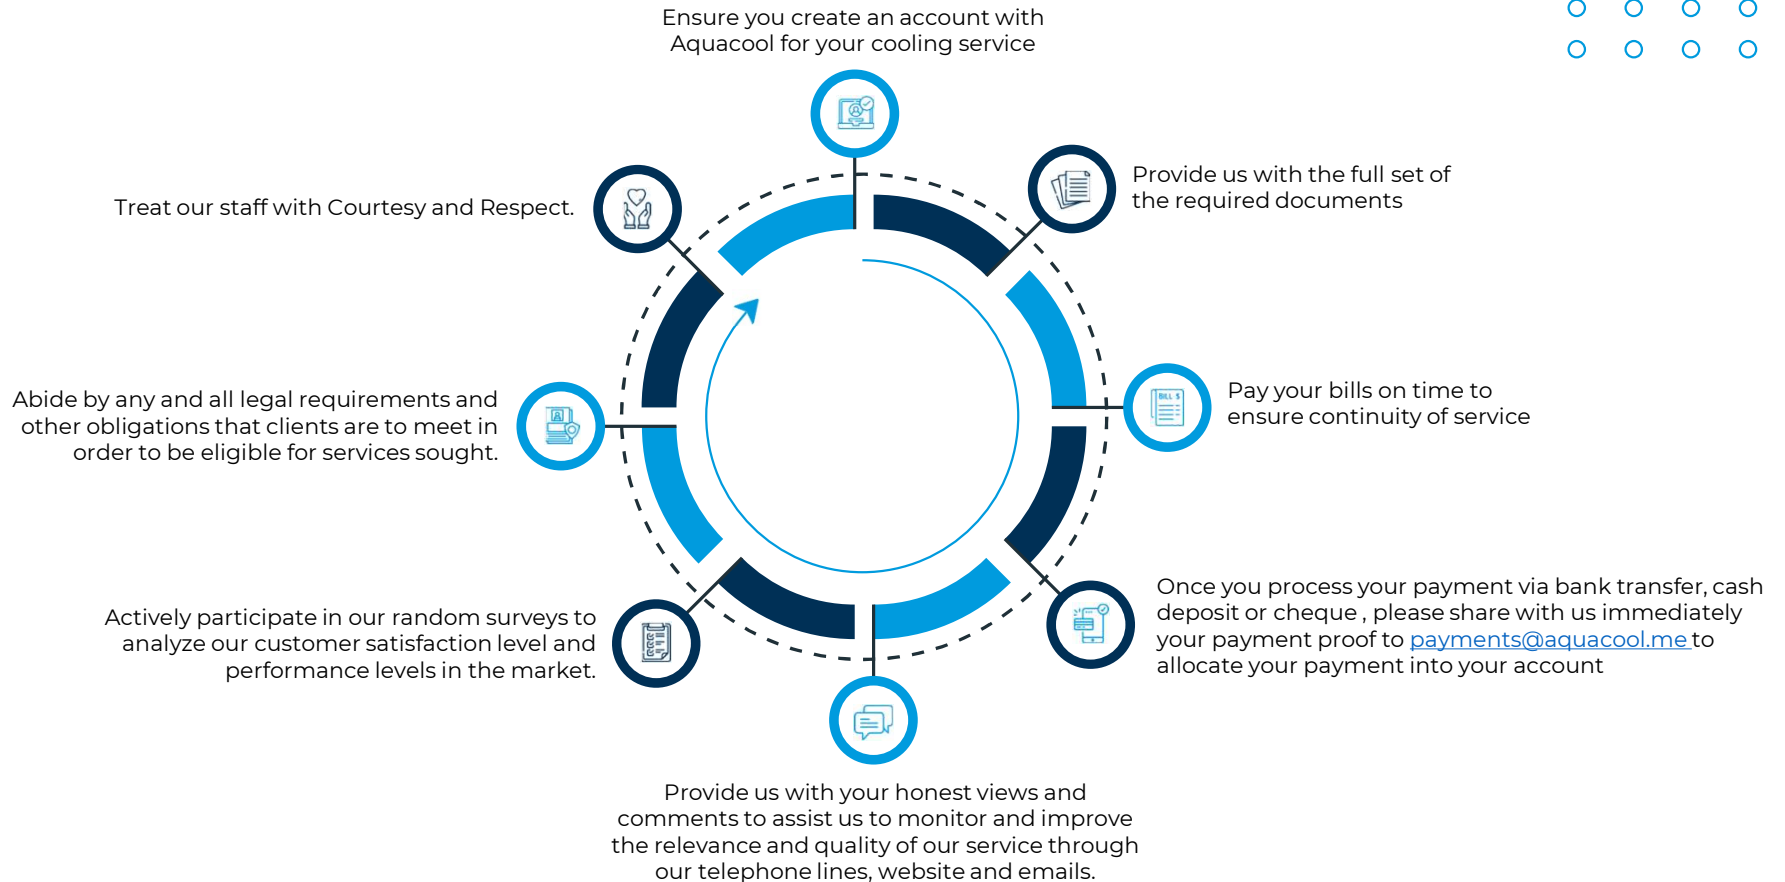 Ensure you create an account with
Aquacool for your cooling service
Provide us with the full set of
the required documents
Pay your bills on time to
ensure continuity of service
BILL $
Once you process your payment via bank transfer, cash
deposit or cheque , please share with us immediately
your payment proof to payments@aquacool.me to
allocate your payment into your account
Provide us with your honest views and
comments to assist us to monitor and improve
the relevance and quality of our service through
our telephone lines, website and emails.
Actively participate in our random surveys to
analyze our customer satisfaction level and
performance levels in the market.
Abide by any and all legal requirements and
other obligations that clients are to meet in
order to be eligible for services sought.
Treat our staff with Courtesy and Respect.